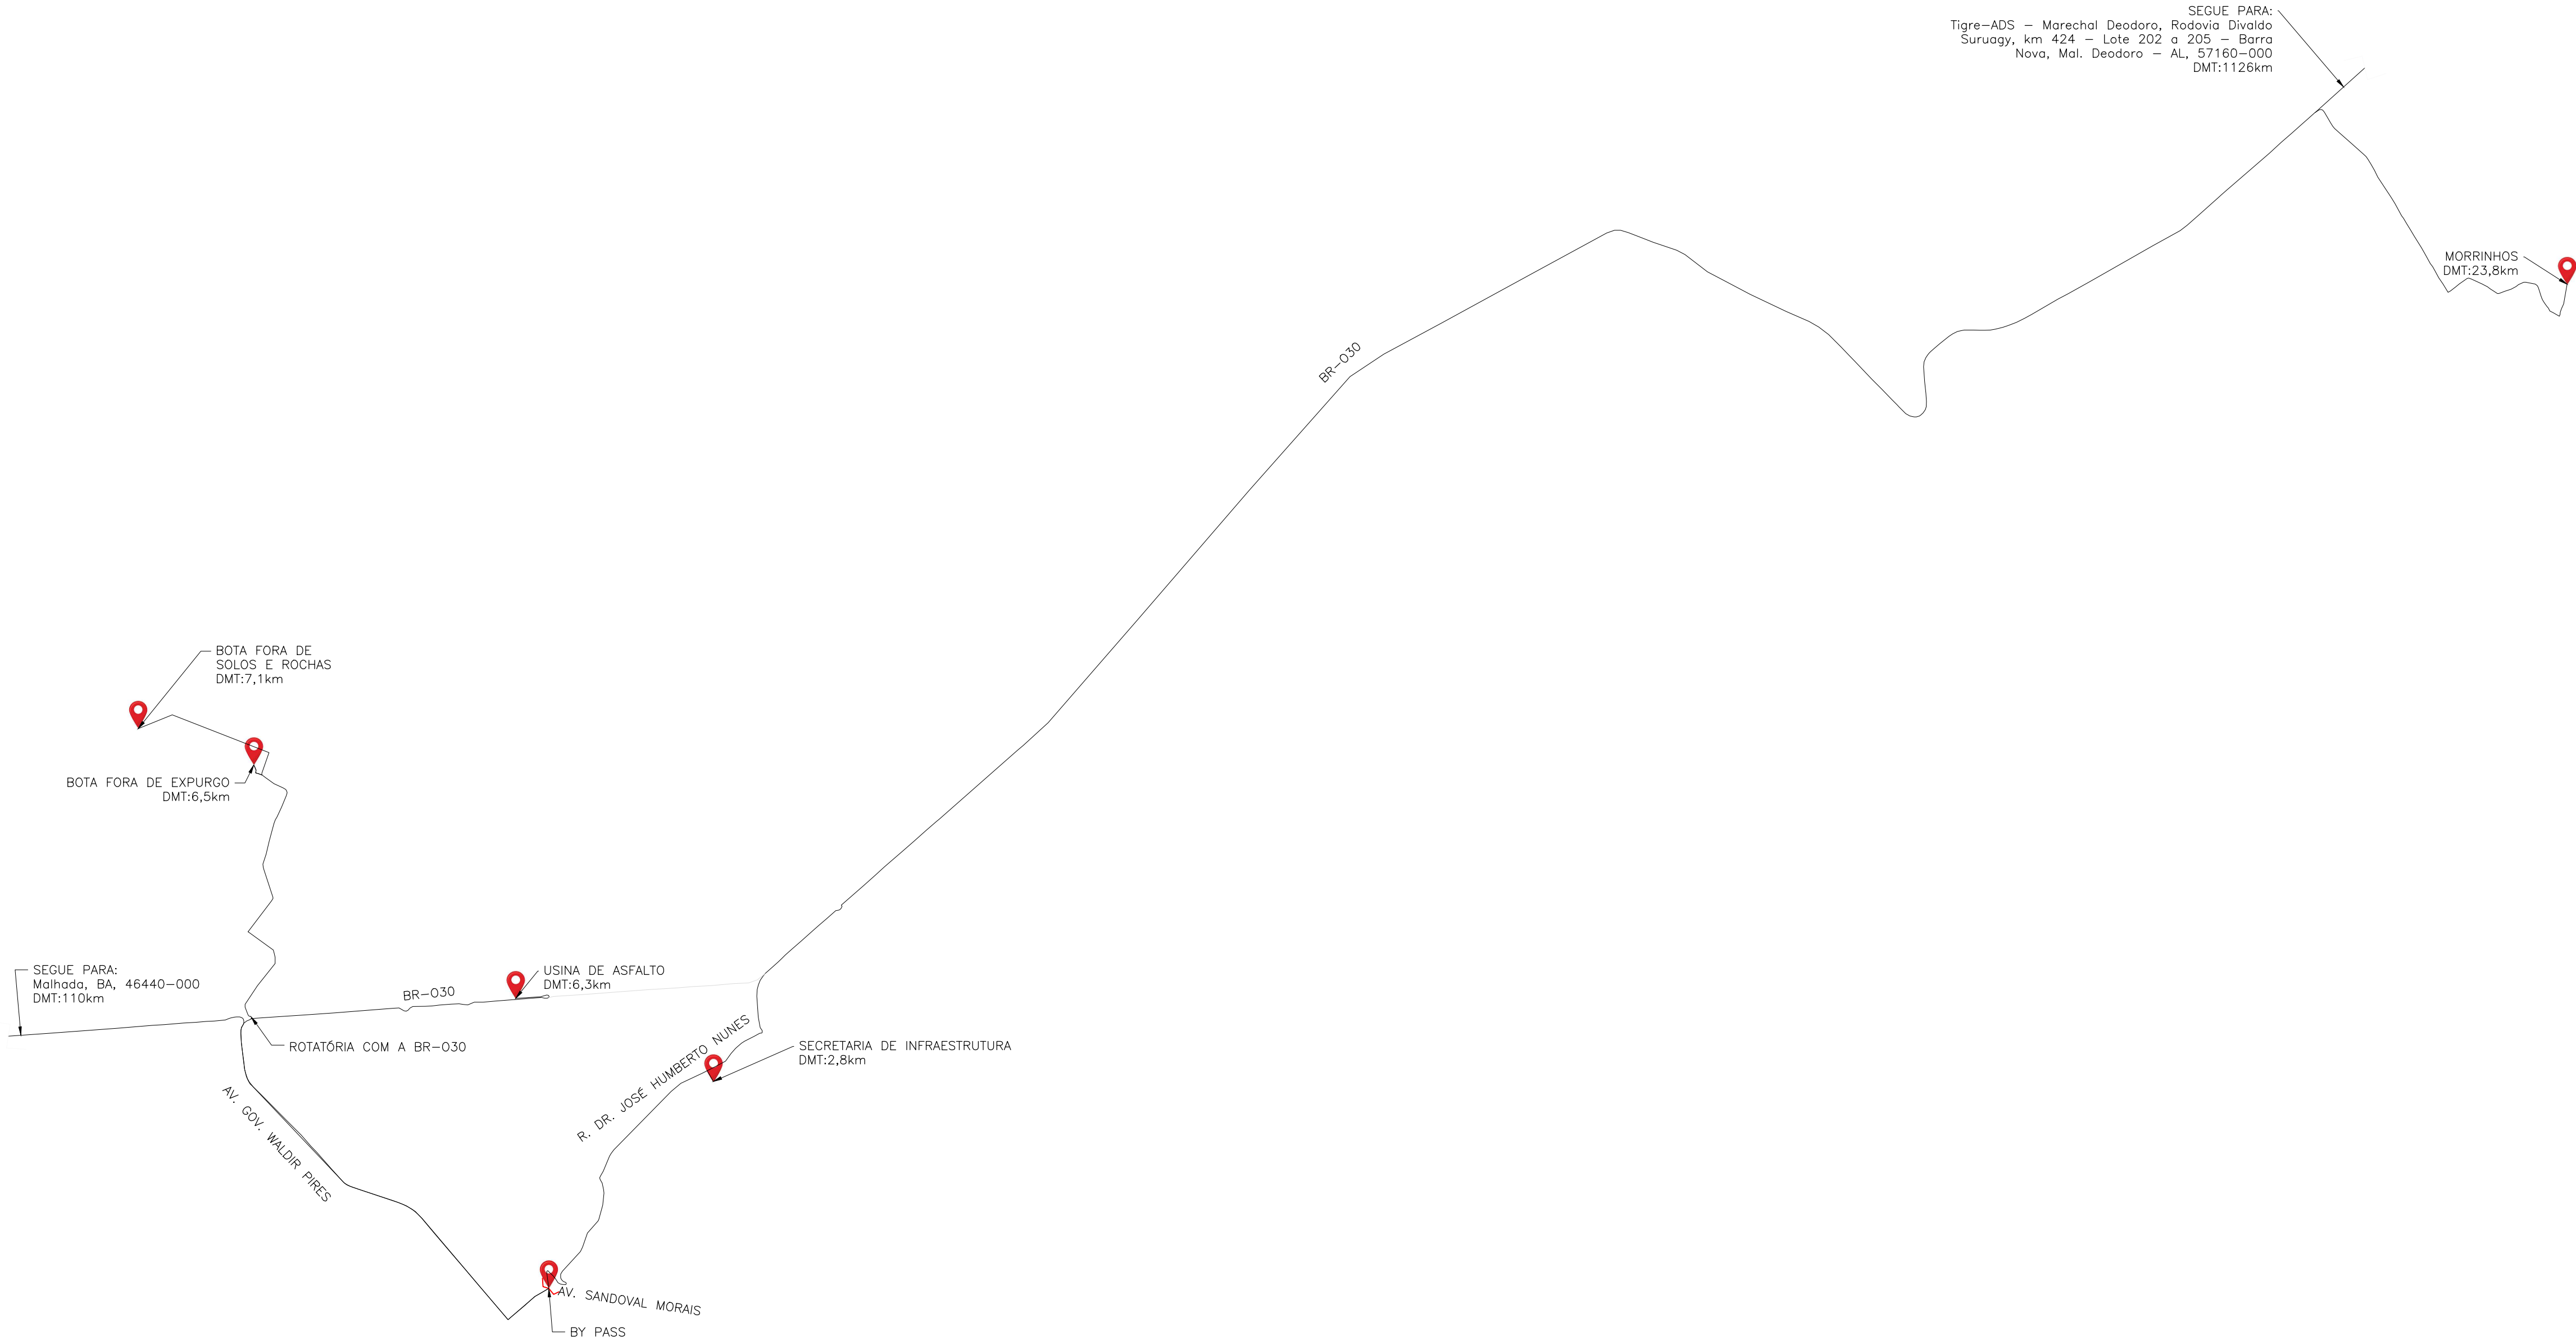 SEGUE PARA:
Tigre-ADS - Marechal Deodoro, Rodovia Divaldo
Suruagy, km 424 - Lote 202 a 205 - Barra
Nova, Mal. Deodoro - AL, 57160-000
DMT:1126km
MORRINHOS
DMT:23,8km
BR-030
BOTA FORA DE
SOLOS E ROCHAS
DMT:7,1km
BOTA FORA DE EXPURGO
DMT:6,5km
SEGUE PARA:
Malhada, BA, 46440-000
DMT:110km
BR-030
USINA DE ASFALTO
DMT:6,3km
ROTATÓRIA COM A BR-030
SECRETARIA DE INFRAESTRUTURA
DMT:2,8km
R. DR. JOSÉ HUMBERTO NUNES
AV. GOV. WALDIR PIRES
AV. SANDOVAL MORAIS
BY PASS